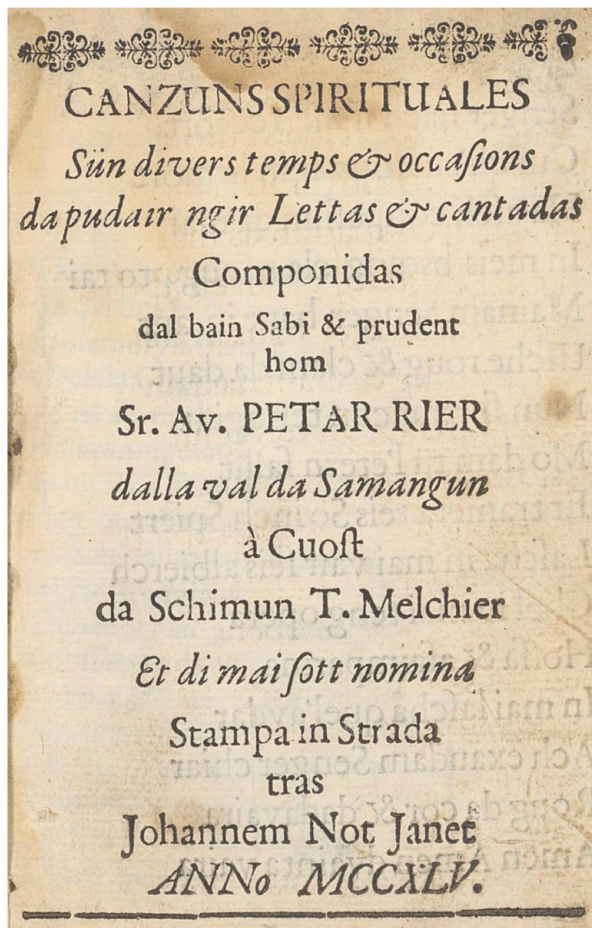 CANZUNS SPIRITUALES
Sün divers temps & occaſions
da pudair ngir Lettas & cantadas
Componidas
dal bain Sabi & prudent
hom
Sr. Av. PETAR RIER
dalla val da Samangun
à Cuoſt
da Schimun T. Melchier
Et di mai ſott nomina
Stampa in Strada
tras
Johannem Not Janet
ANNo MCCXLV.